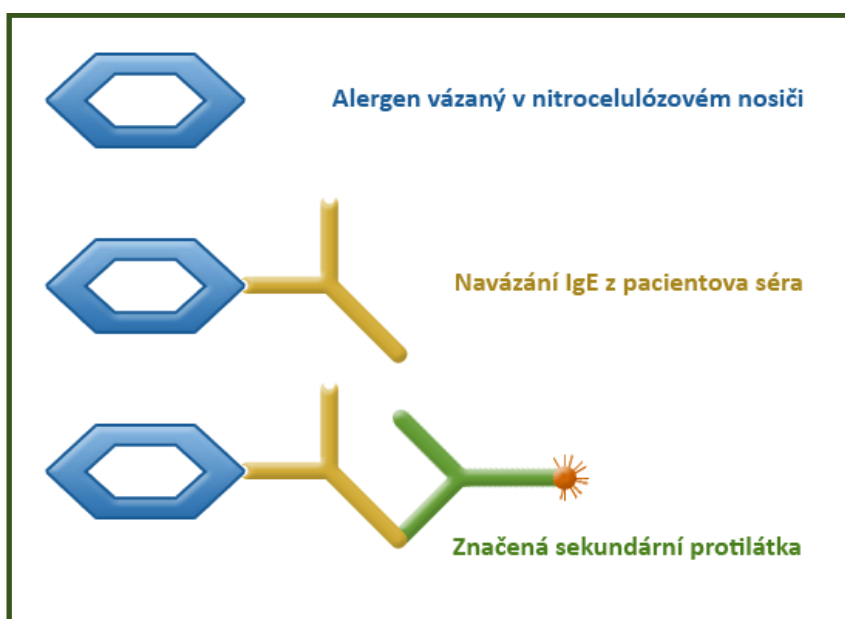 Alergen vázaný v nitrocelulózovém nosiči
Navázání IgE z pacientova séra
Značená sekundární protilátka